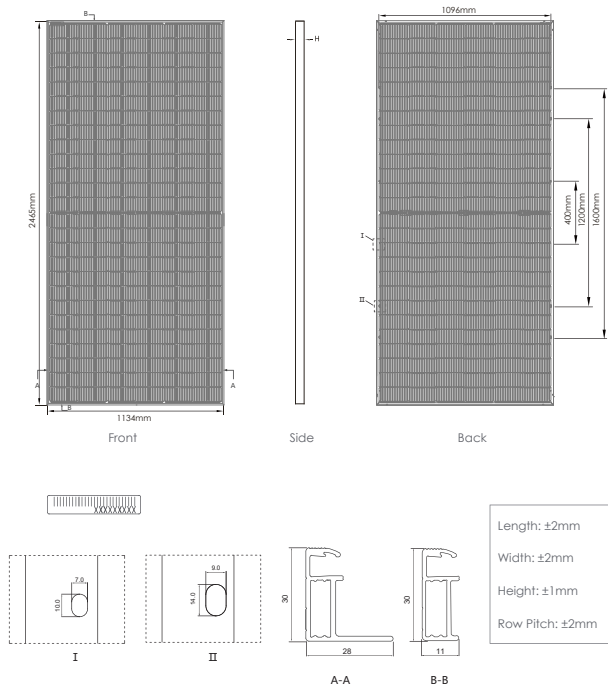 B
H
1096mm
2465mm
400mm
1200mm
1600mm
I
II
A
A
B
1134mm
Front
Side
Back
Length: ±2mm
Width: ±2mm
Height: ±1mm
Row Pitch: ±2mm
7.0
10.0
I
9.0
14.0
II
30
28
A-A
30
11
B-B